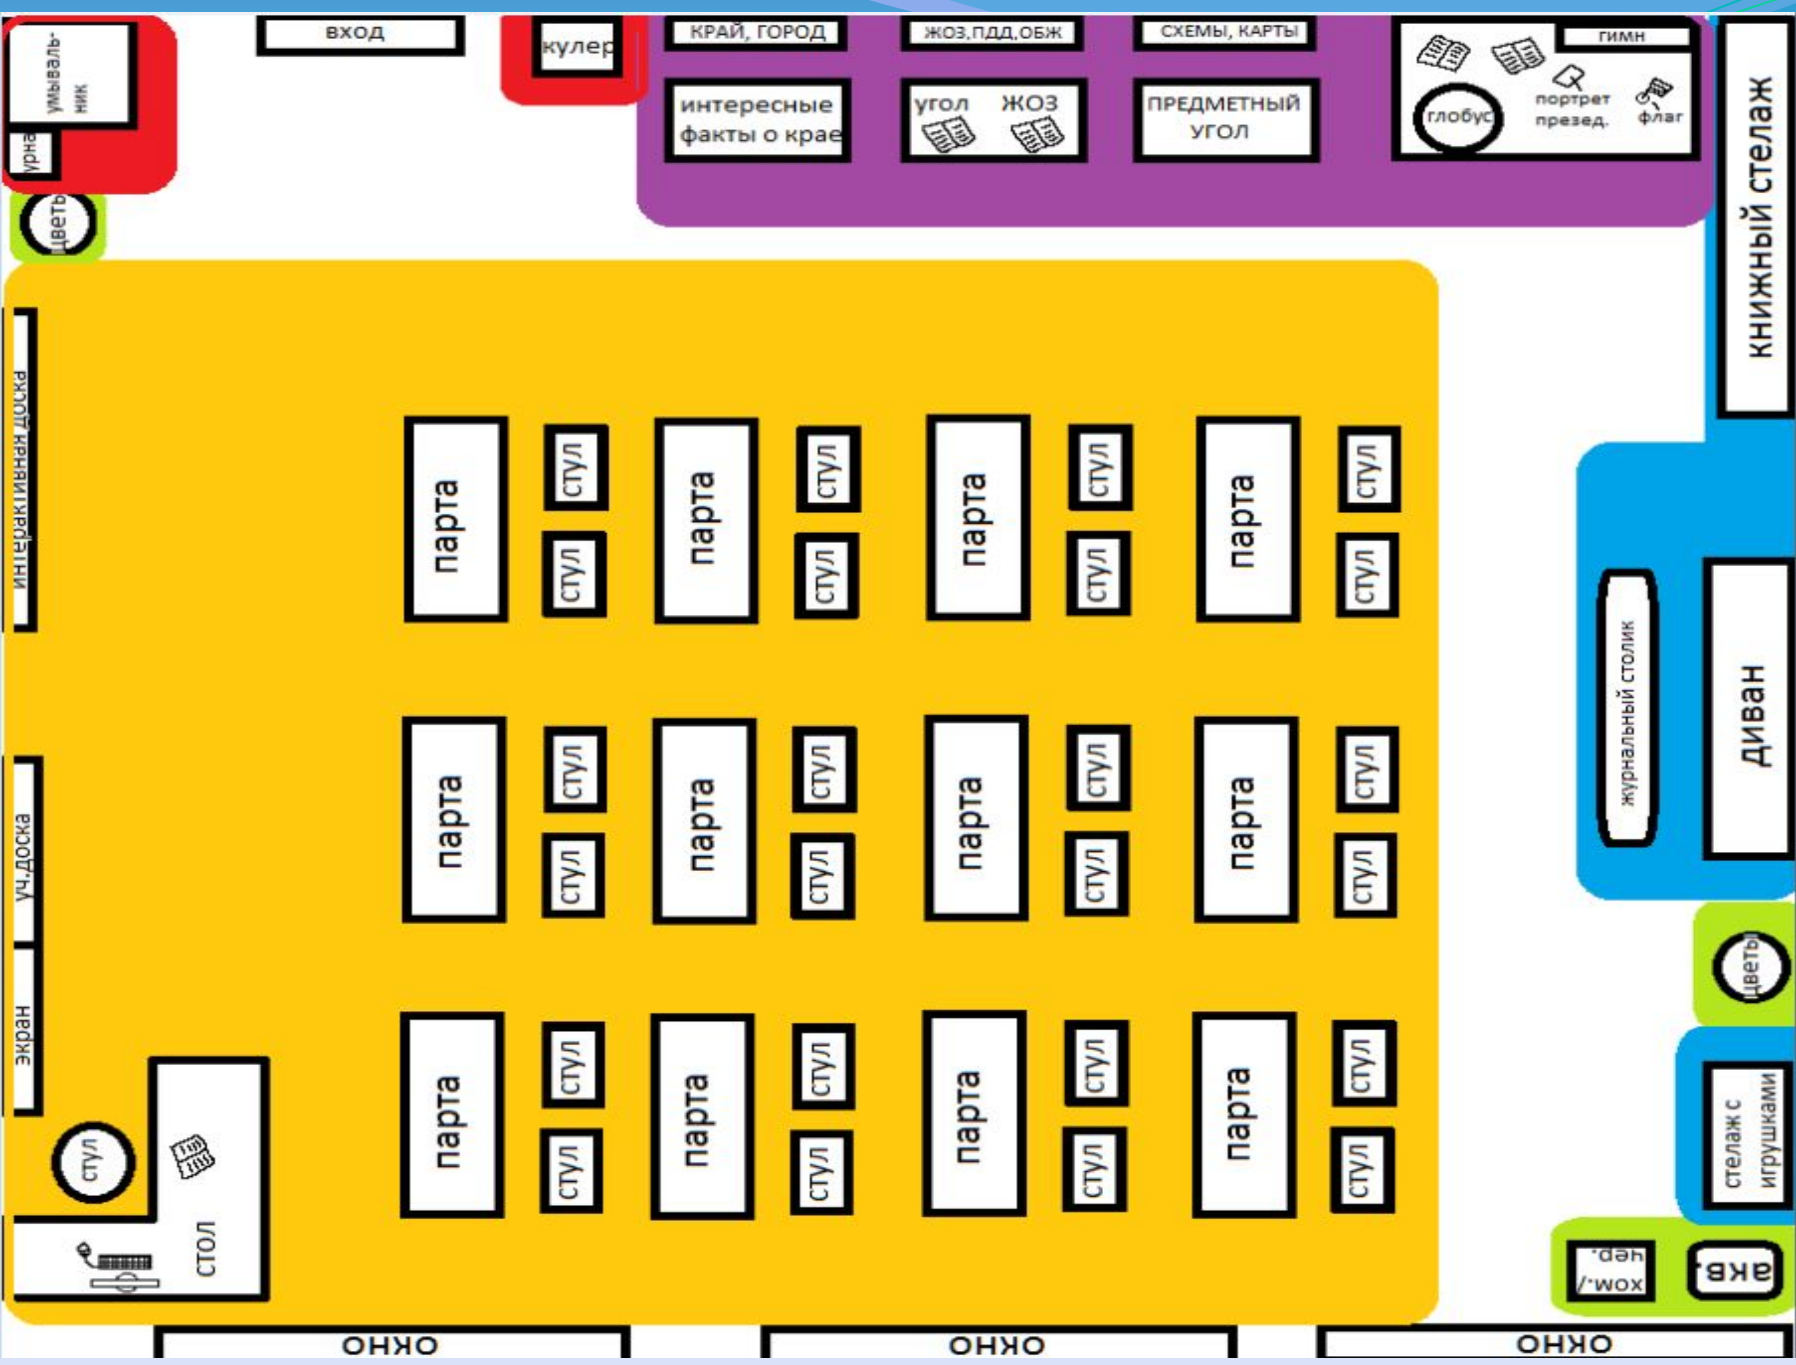 умываль-
ник
урна
цветы
вход
кулер
КРАЙ, ГОРОД
ЖОЗ,ПДД,ОБЖ
СХЕМЫ, КАРТЫ
гимн
интересные
факты о крае
угол ЖОЗ
ПРЕДМЕТНЫЙ
УГОЛ
глобус
портрет
презед.
флаг
книжный стелаж
интерактивная доска
парта
стул
стул
парта
стул
стул
парта
стул
стул
парта
стул
стул
журнальный столик
диван
уч.доска
парта
стул
стул
парта
стул
стул
парта
стул
стул
парта
стул
стул
цветы
экран
стул
стол
парта
стул
стул
парта
стул
стул
парта
стул
стул
парта
стул
стул
стелаж с
игрушками
хом./
чер.
акв.
окно
окно
окно